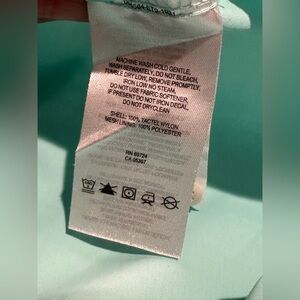 MACHINE WASH COLD GENTLE,
WASH SEPARATELY, DO NOT BLEACH,
TUMBLE DRY LOW, REMOVE PROMPTLY,
IRON LOW NO STEAM,
DO NOT USE FABRIC SOFTENER,
IF PRESENT DO NOT IRON DECAL,
DO NOT DRYCLEAN
SHELL: 100% TACTEL NYLON
MESH LINING: 100% POLYESTER
RN 69724
CA 05367